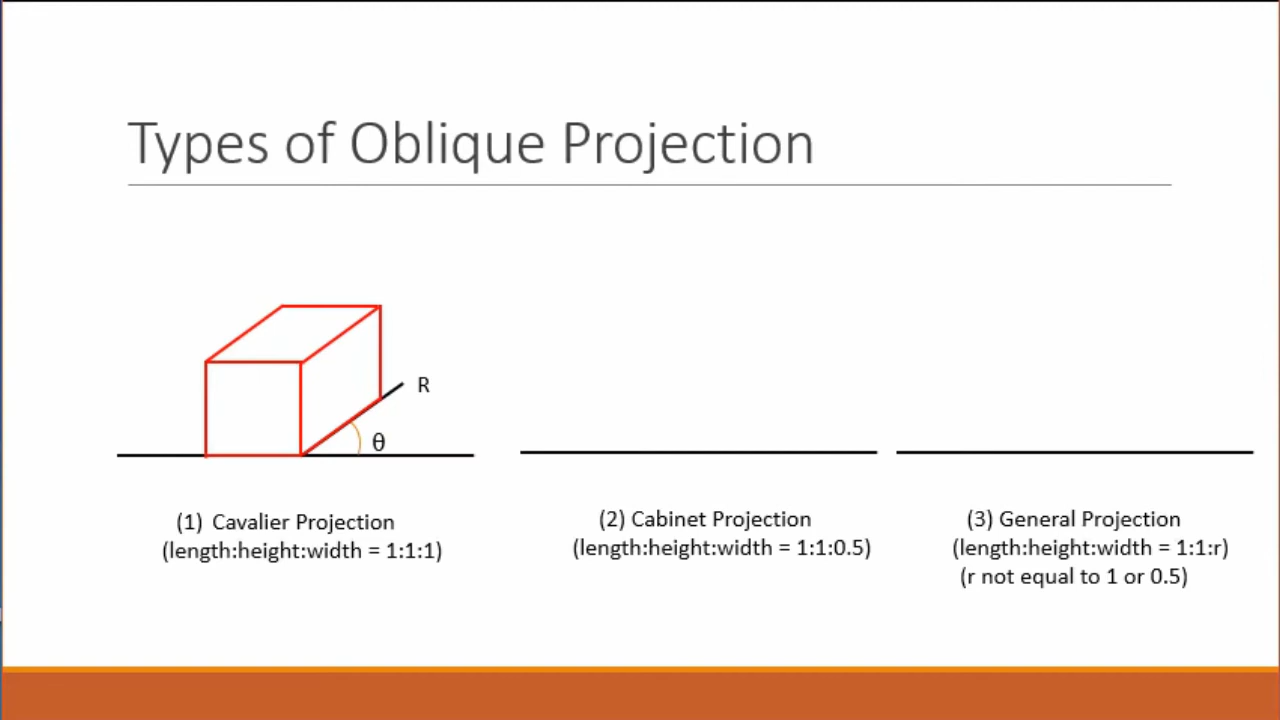 Types of Oblique Projection
R
θ
(1) Cavalier Projection
(length:height:width = 1:1:1)
(2) Cabinet Projection
(length:height:width = 1:1:0.5)
(3) General Projection
(length:height:width = 1:1:r)
(r not equal to 1 or 0.5)